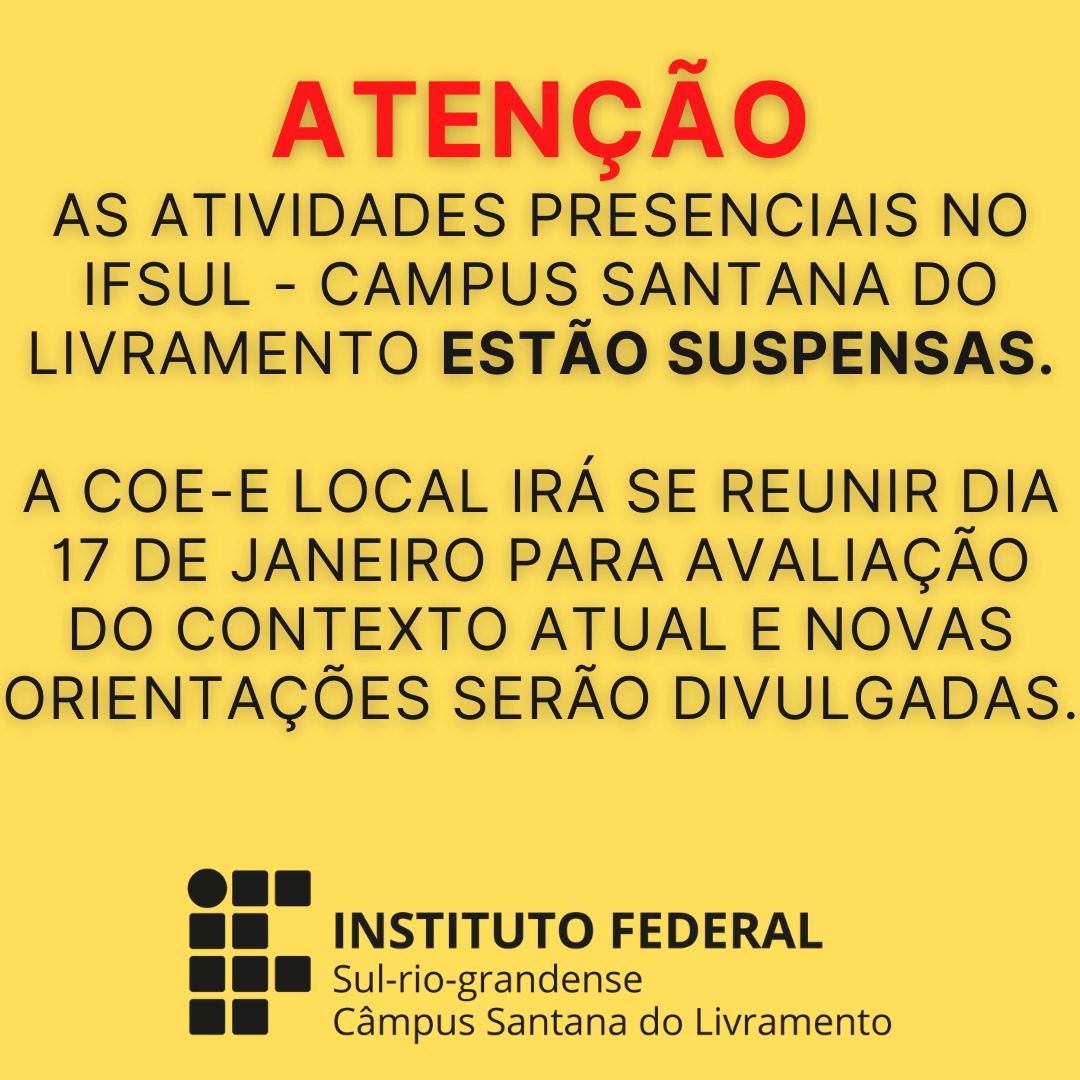 ATENÇÃO
AS ATIVIDADES PRESENCIAIS NO
IFSUL - CAMPUS SANTANA DO
LIVRAMENTO ESTÃO SUSPENSAS.
A COE-E LOCAL IRÁ SE REUNIR DIA
17 DE JANEIRO PARA AVALIAÇÃO
DO CONTEXTO ATUAL E NOVAS
ORIENTAÇÕES SERÃO DIVULGADAS.
INSTITUTO FEDERAL
Sul-rio-grandense
Câmpus Santana do Livramento